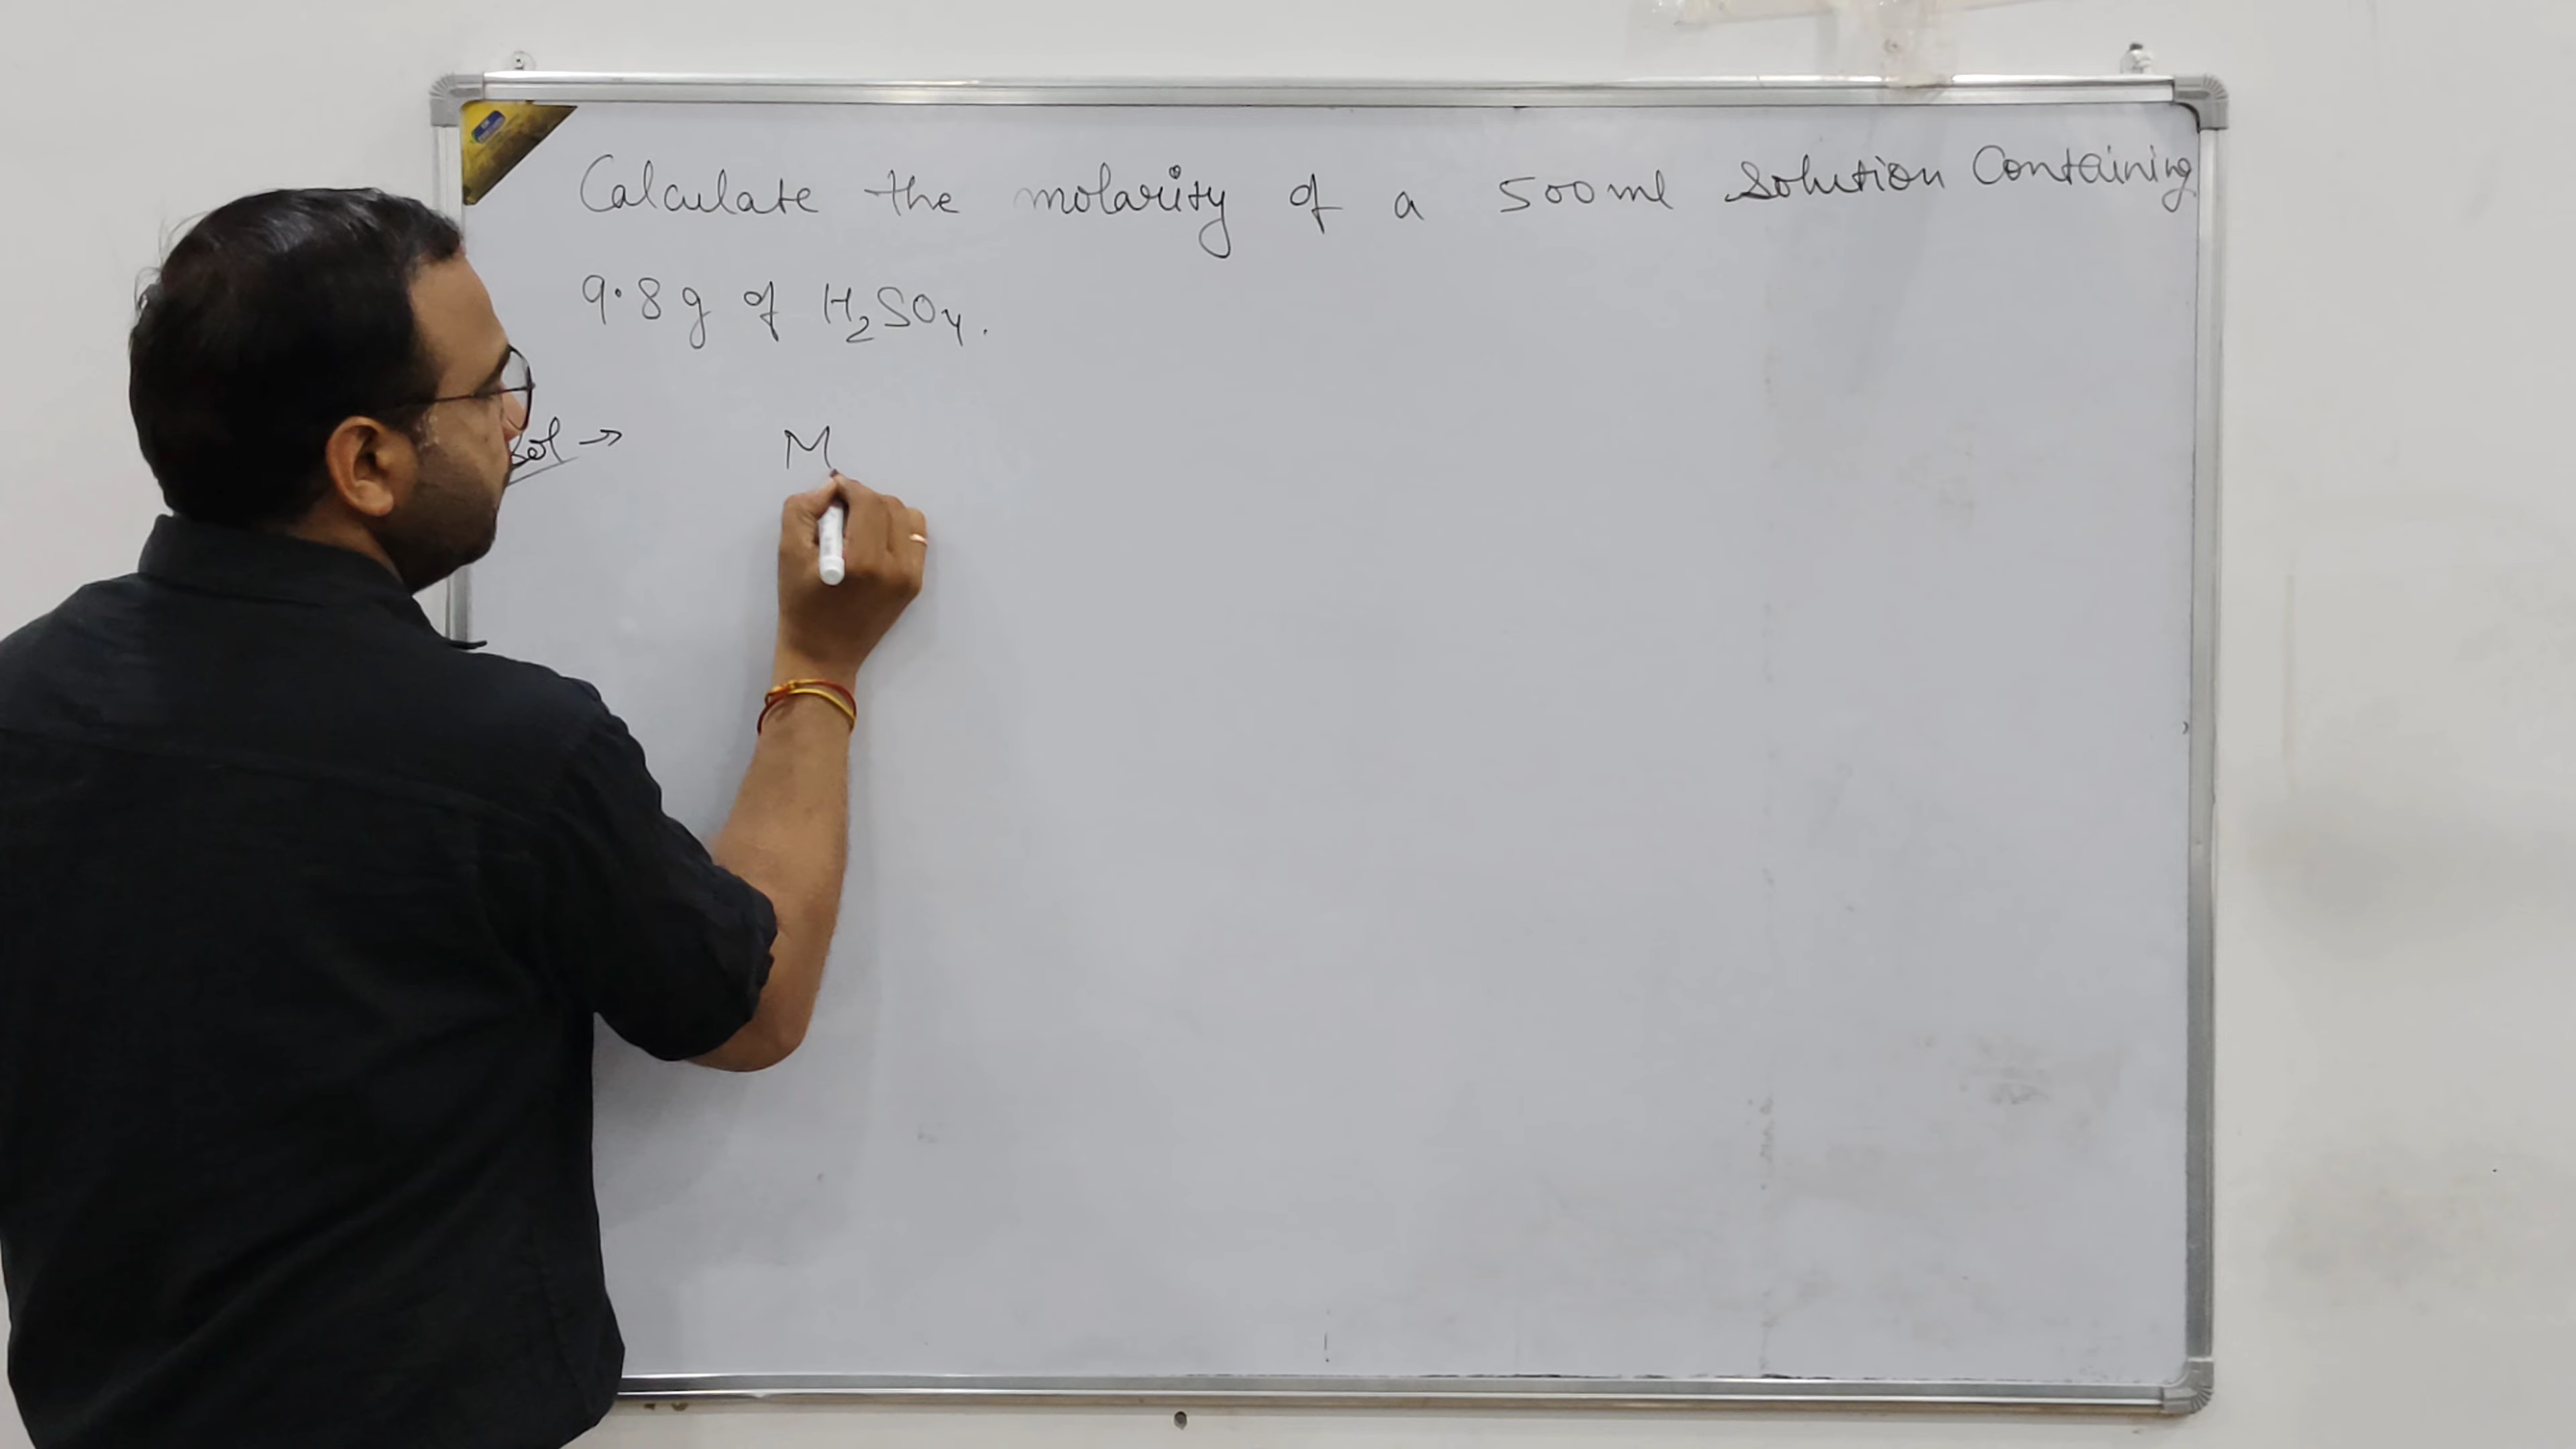 Calculate the molarity of a 500ml Solution Containing
9.8g of H₂SO₄.
Sol →
M